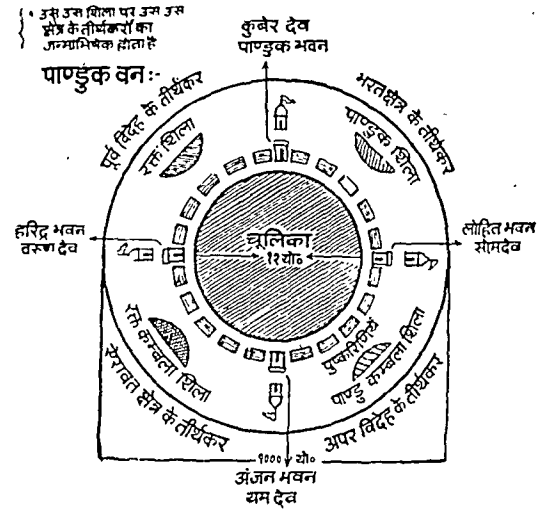 • उस उस शिला पर उस उस
क्षेत्र के तीर्थंकरों का
जन्माभिषेक होता है
पाण्डुक वन:-
कुबेर देव
पाण्डुक भवन
पूर्व विदेह के तीर्थंकर
रक्त शिला
भरतक्षेत्र के तीर्थंकर
पाण्डुक शिला
हरिद्र भवन
वरुण देव
चूलिका
१२ यो०
लोहित भवन
सोमदेव
रक्त कम्बला शिला
ऐरावत क्षेत्र के तीर्थंकर
पुष्करिणियां
पाण्डु कम्बला शिला
अपर विदेह के तीर्थंकर
१००० यो०
अंजन भवन
यम देव